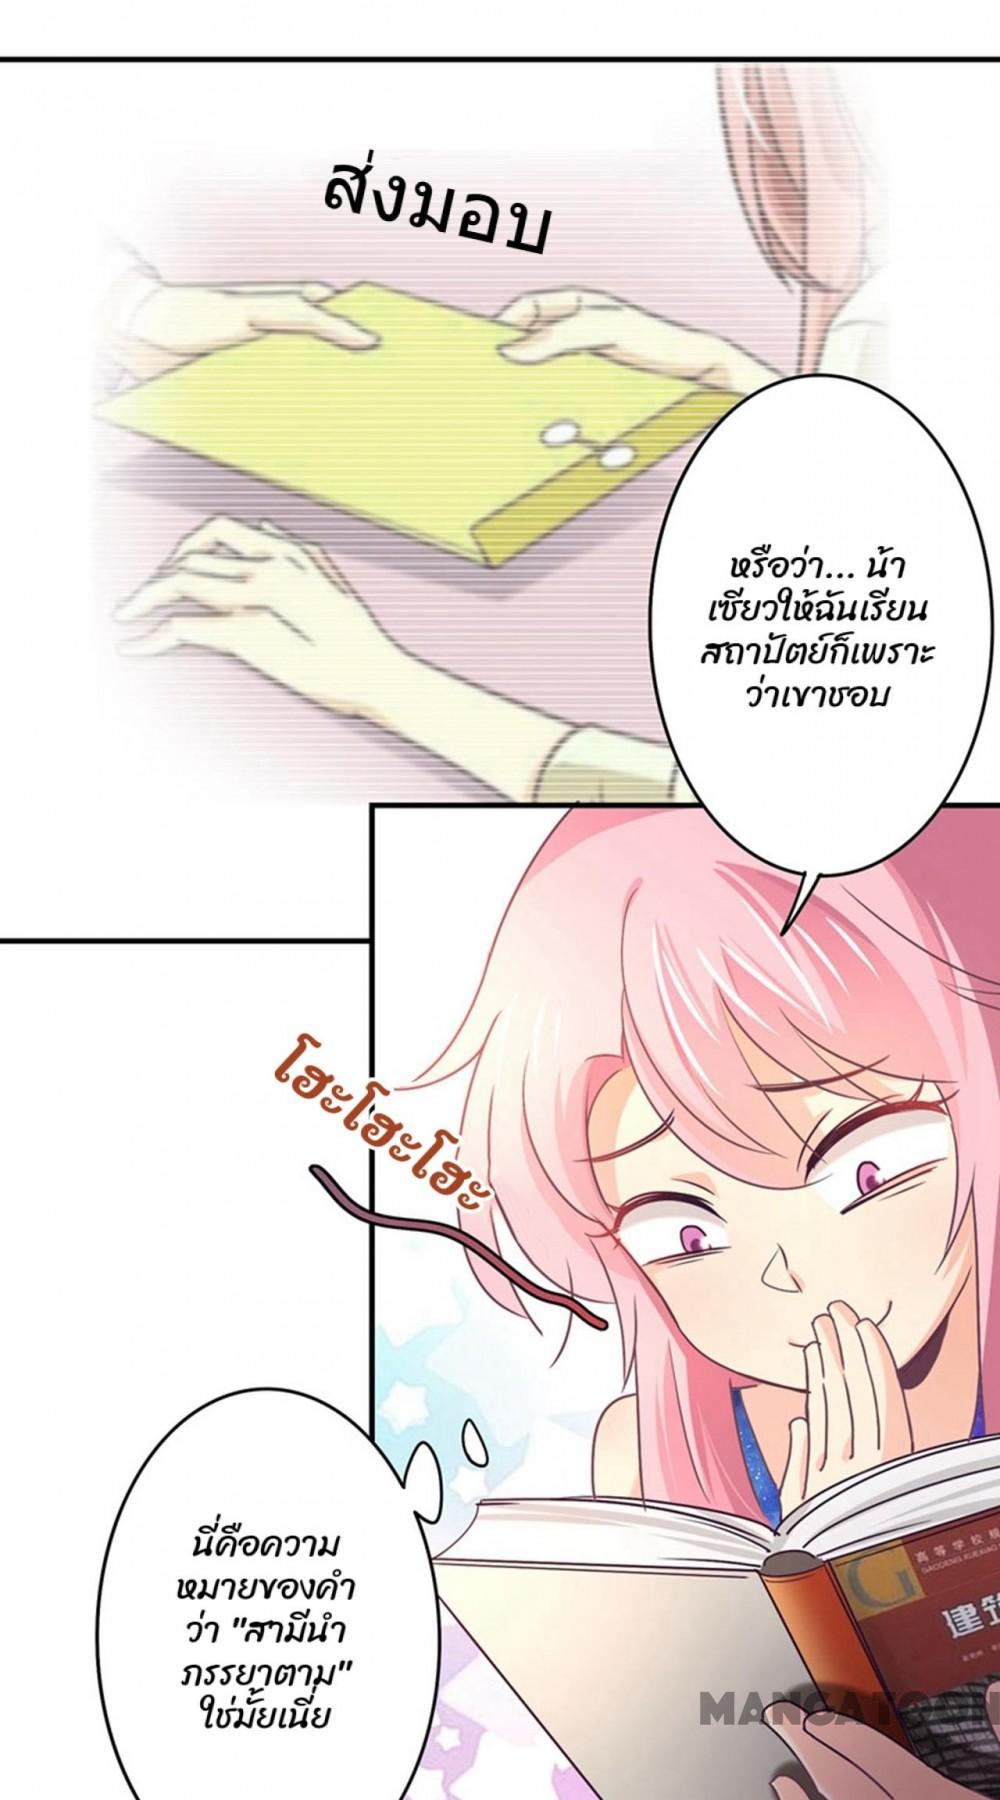 ส่งมอบ
หรือว่า... น้า
เซียวให้ฉันเรียน
สถาปัตย์ก็เพราะ
ว่าเขาชอบ
โฮะโฮะโฮะ
นี่คือความ
หมายของคำ
ว่า "สามีนำ
ภรรยาตาม"
ใช่มั้ยเนี่ย
高等学校规
GAODENG XUEXIAO
G
建筑
MANGATOON